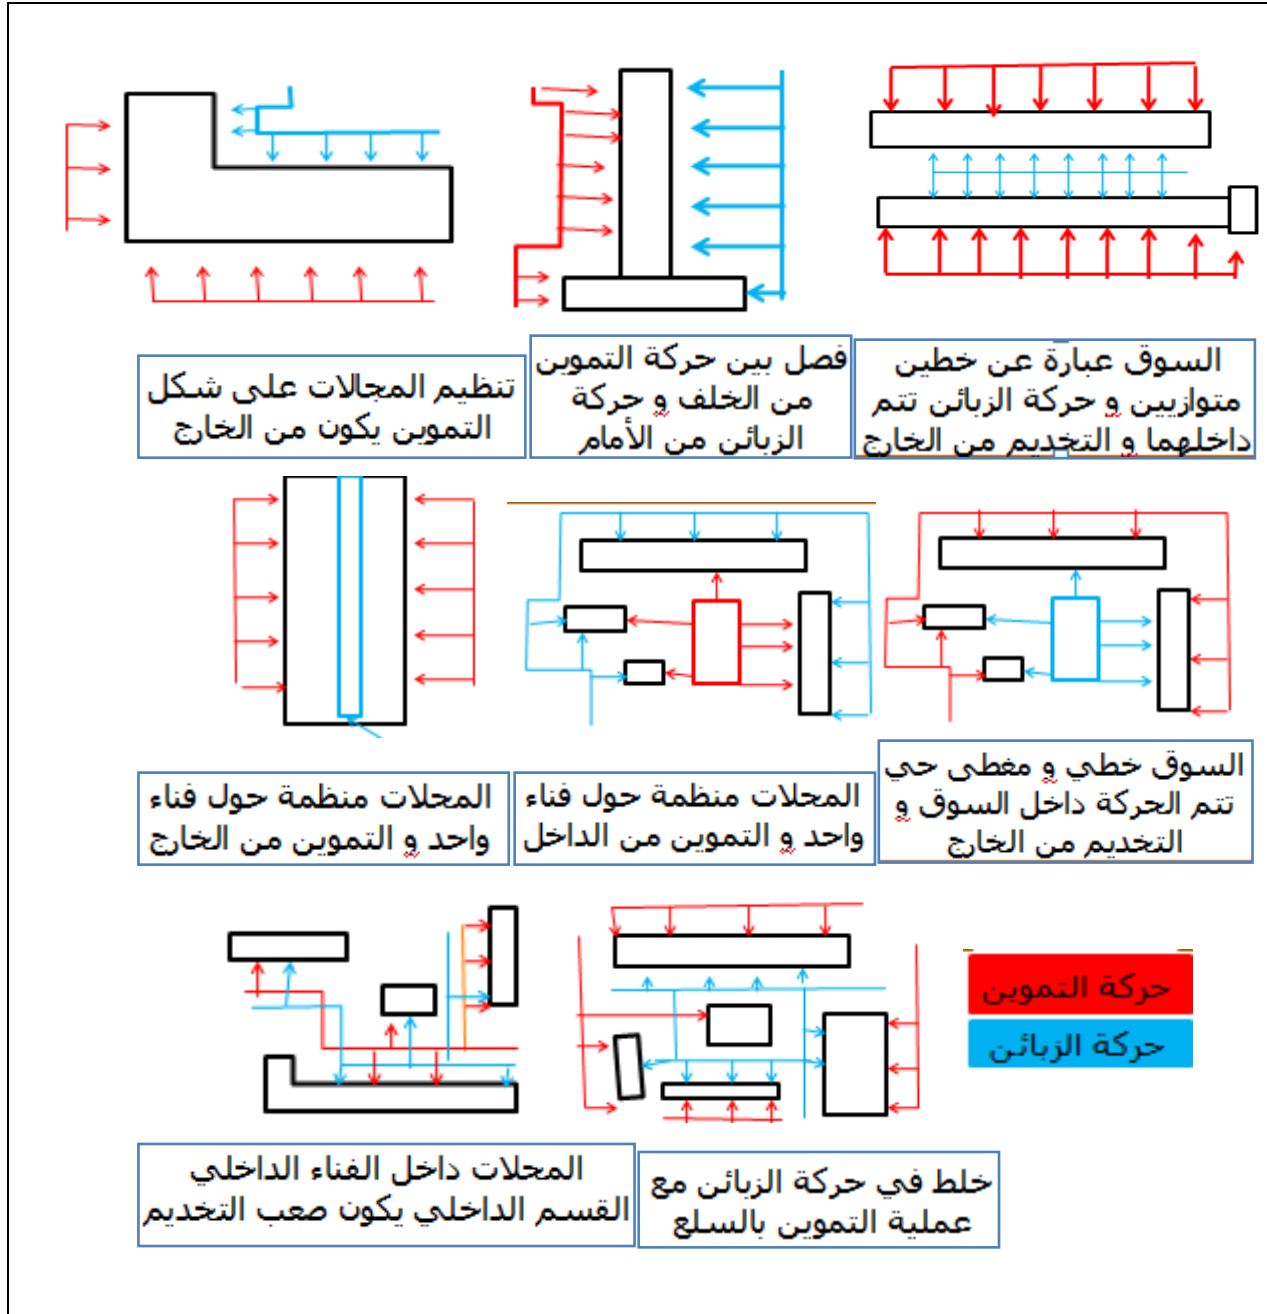 السوق عبارة عن خطين
متوازيين و حركة الزبائن تتم
داخلهما و التخديم من الخارج
فصل بين حركة التموين
من الخلف و حركة
الزبائن من الأمام
تنظيم المجالات على شكل
التموين يكون من الخارج
السوق خطي و مغطى حي
تتم الحركة داخل السوق و
التخديم من الخارج
المحلات منظمة حول فناء
واحد و التموين من الداخل
المحلات منظمة حول فناء
واحد و التموين من الخارج
حركة التموين
حركة الزبائن
خلط في حركة الزبائن مع
عملية التموين بالسلع
المحلات داخل الفناء الداخلي
القسم الداخلي يكون صعب التخديم